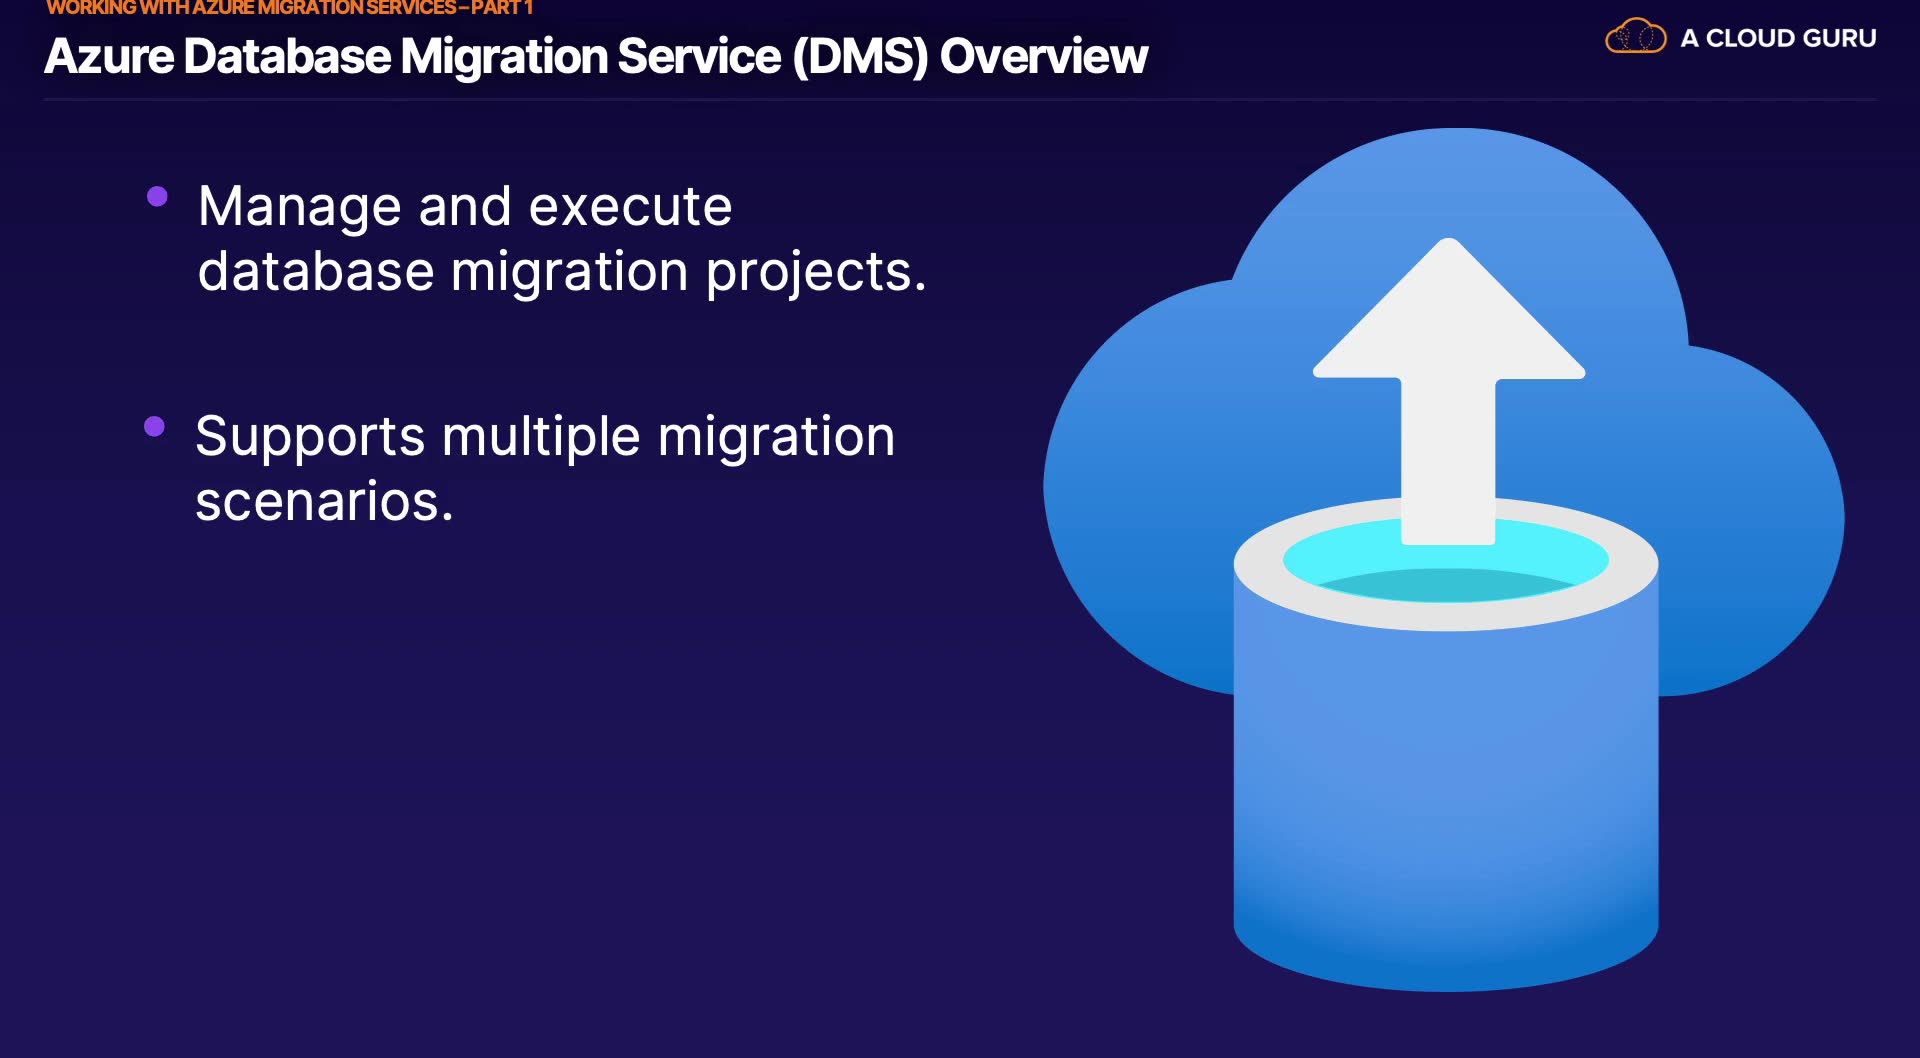 WORKING WITH AZURE MIGRATION SERVICES – PART 1
Azure Database Migration Service (DMS) Overview
A CLOUD GURU
Manage and execute
database migration projects.
Supports multiple migration
scenarios.